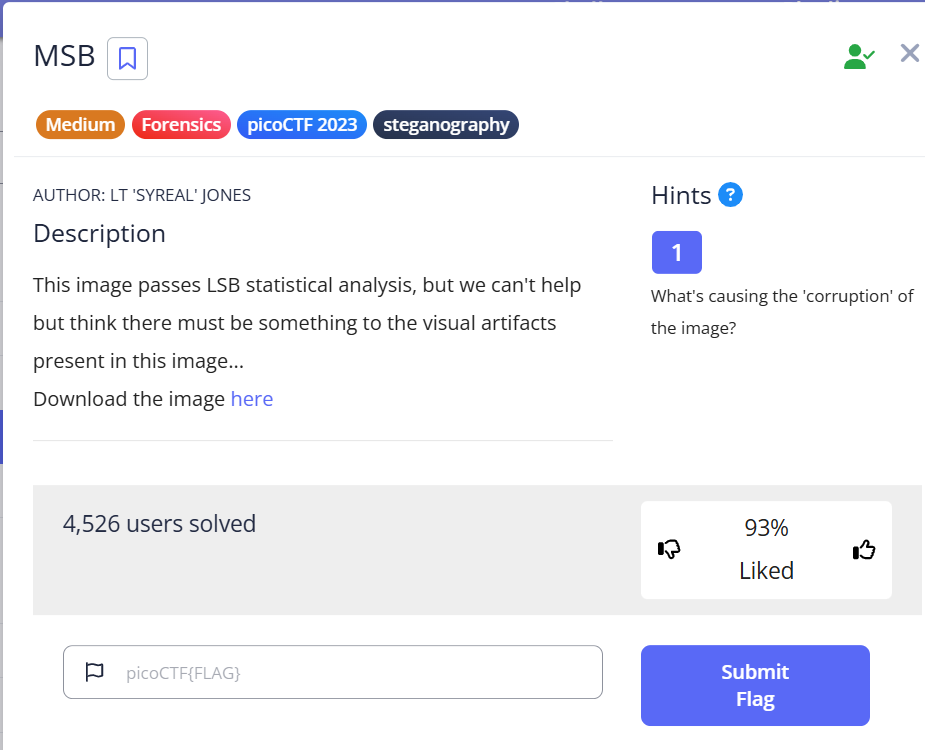 MSB
Medium Forensics picoCTF 2023 steganography
AUTHOR: LT 'SYREAL' JONES
Description
This image passes LSB statistical analysis, but we can't help
but think there must be something to the visual artifacts
present in this image...
Download the image here
Hints ?
1
What's causing the 'corruption' of
the image?
4,526 users solved
93%
Liked
picoCTF{FLAG}
Submit
Flag